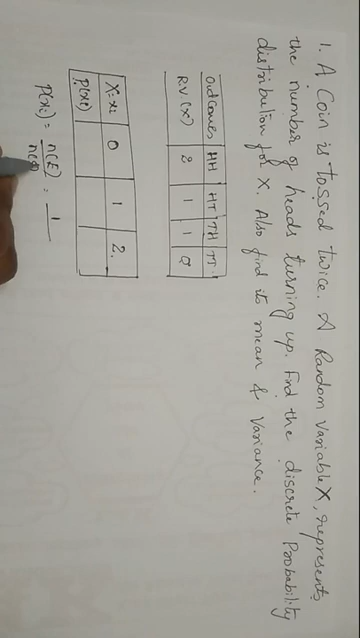 1. A Coin is tossed twice. A Random Variable X, represents
the number of heads turning up. Find the discrete Probability
distribution for X. Also find its mean & Variance.
Outcomes HH HT TH TT
R.V. (X) 2 1 1 0
X=xi 0 1 2.
P(xi)
P(xi) = n(E)/n(S) = 1